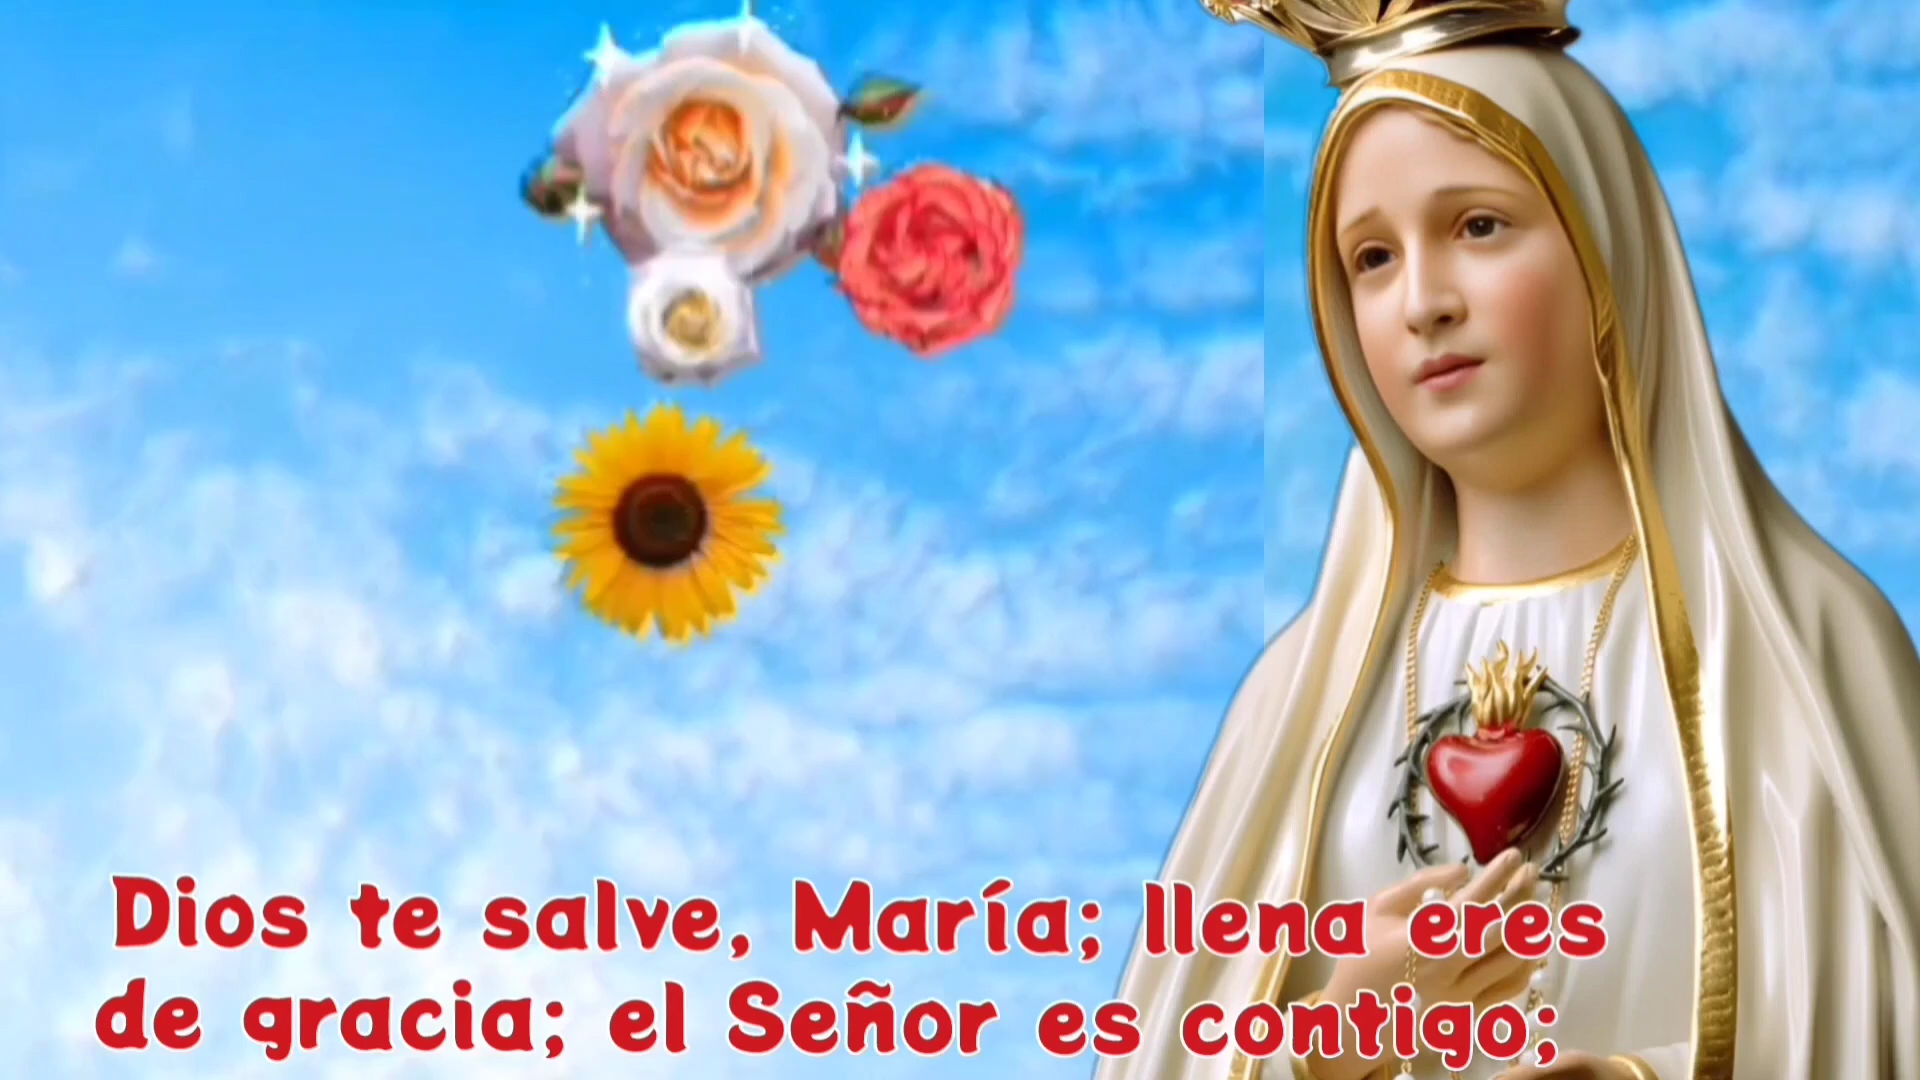 Dios te salve, María; llena eres
de gracia; el Señor es contigo;